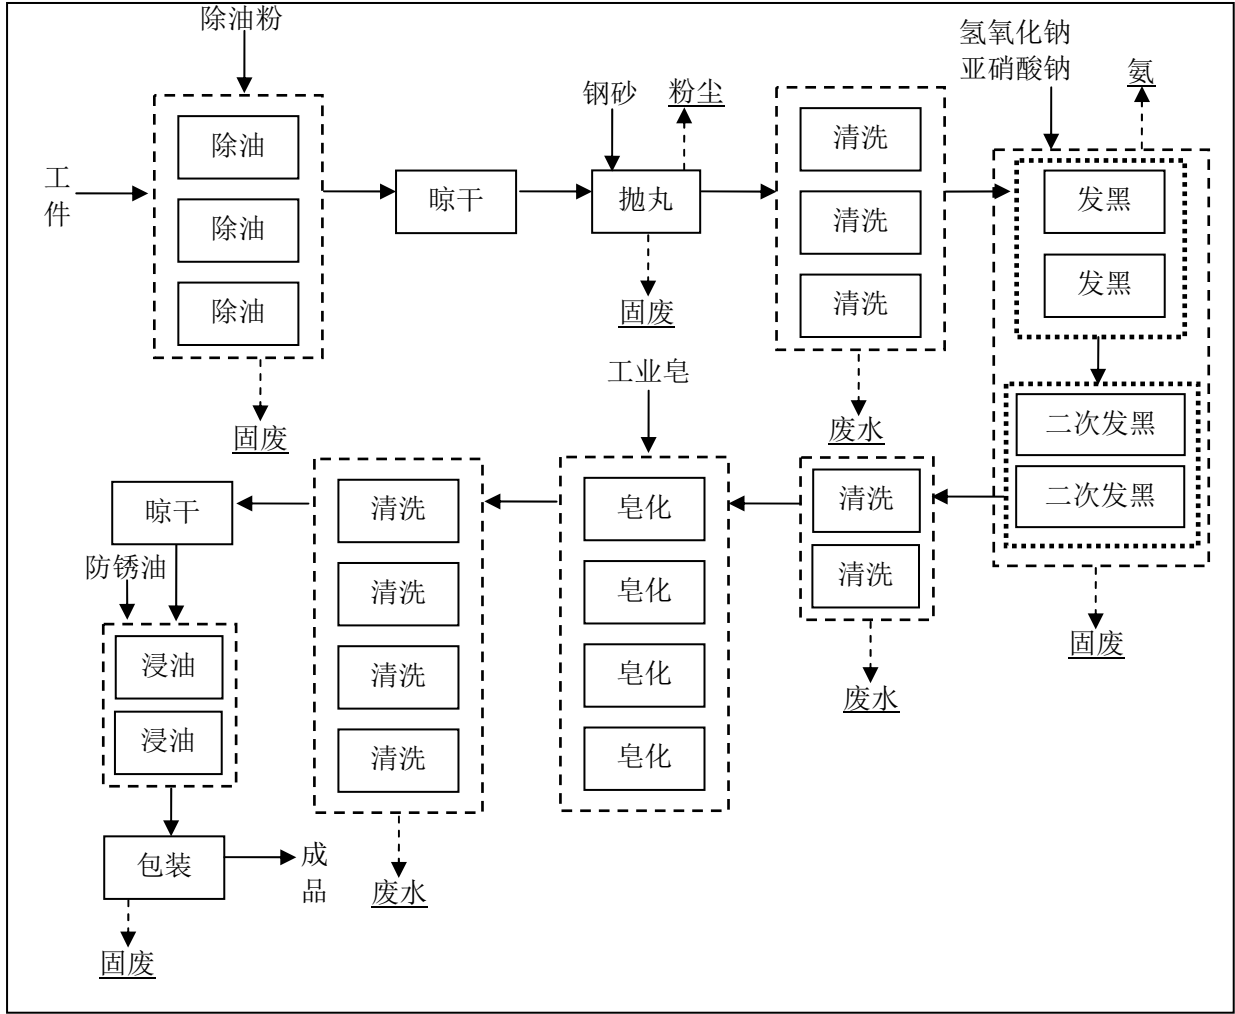 除油粉
工
件
除油
除油
除油
固废
晾干
钢砂
粉尘
抛丸
固废
清洗
清洗
清洗
废水
氢氧化钠
亚硝酸钠
氨
发黑
发黑
二次发黑
二次发黑
固废
清洗
清洗
废水
工业皂
皂化
皂化
皂化
皂化
清洗
清洗
清洗
清洗
废水
晾干
防锈油
浸油
浸油
包装
成
品
固废